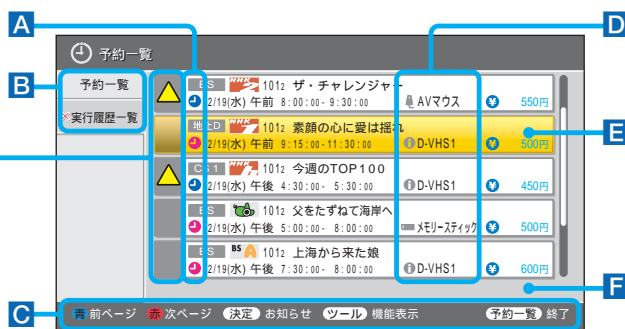 A
D
予約一覧
B
予約一覧
実行履歴一覧
BS NHK 1012 ザ・チャレンジャー
2/19(水) 午前 8:00:00- 9:30:00 AVマウス 550円
E
地上D NHK 1012 素顔の心に愛は揺れ
2/19(水) 午前 9:15:00-11:30:00 D-VHS1 500円
CS1 NHK 1012 今週のTOP100
2/19(水) 午後 4:30:00- 5:30:00 D-VHS1 450円
BS 1012 父をたずねて海岸へ
2/19(水) 午後 5:00:00- 8:00:00 メモリースティック 500円
BS BS A 1012 上海から来た娘
2/19(水) 午後 7:30:00- 8:00:00 D-VHS1 600円
F
C
青 前ページ 赤 次ページ 決定 お知らせ ツール 機能表示 予約一覧 終了